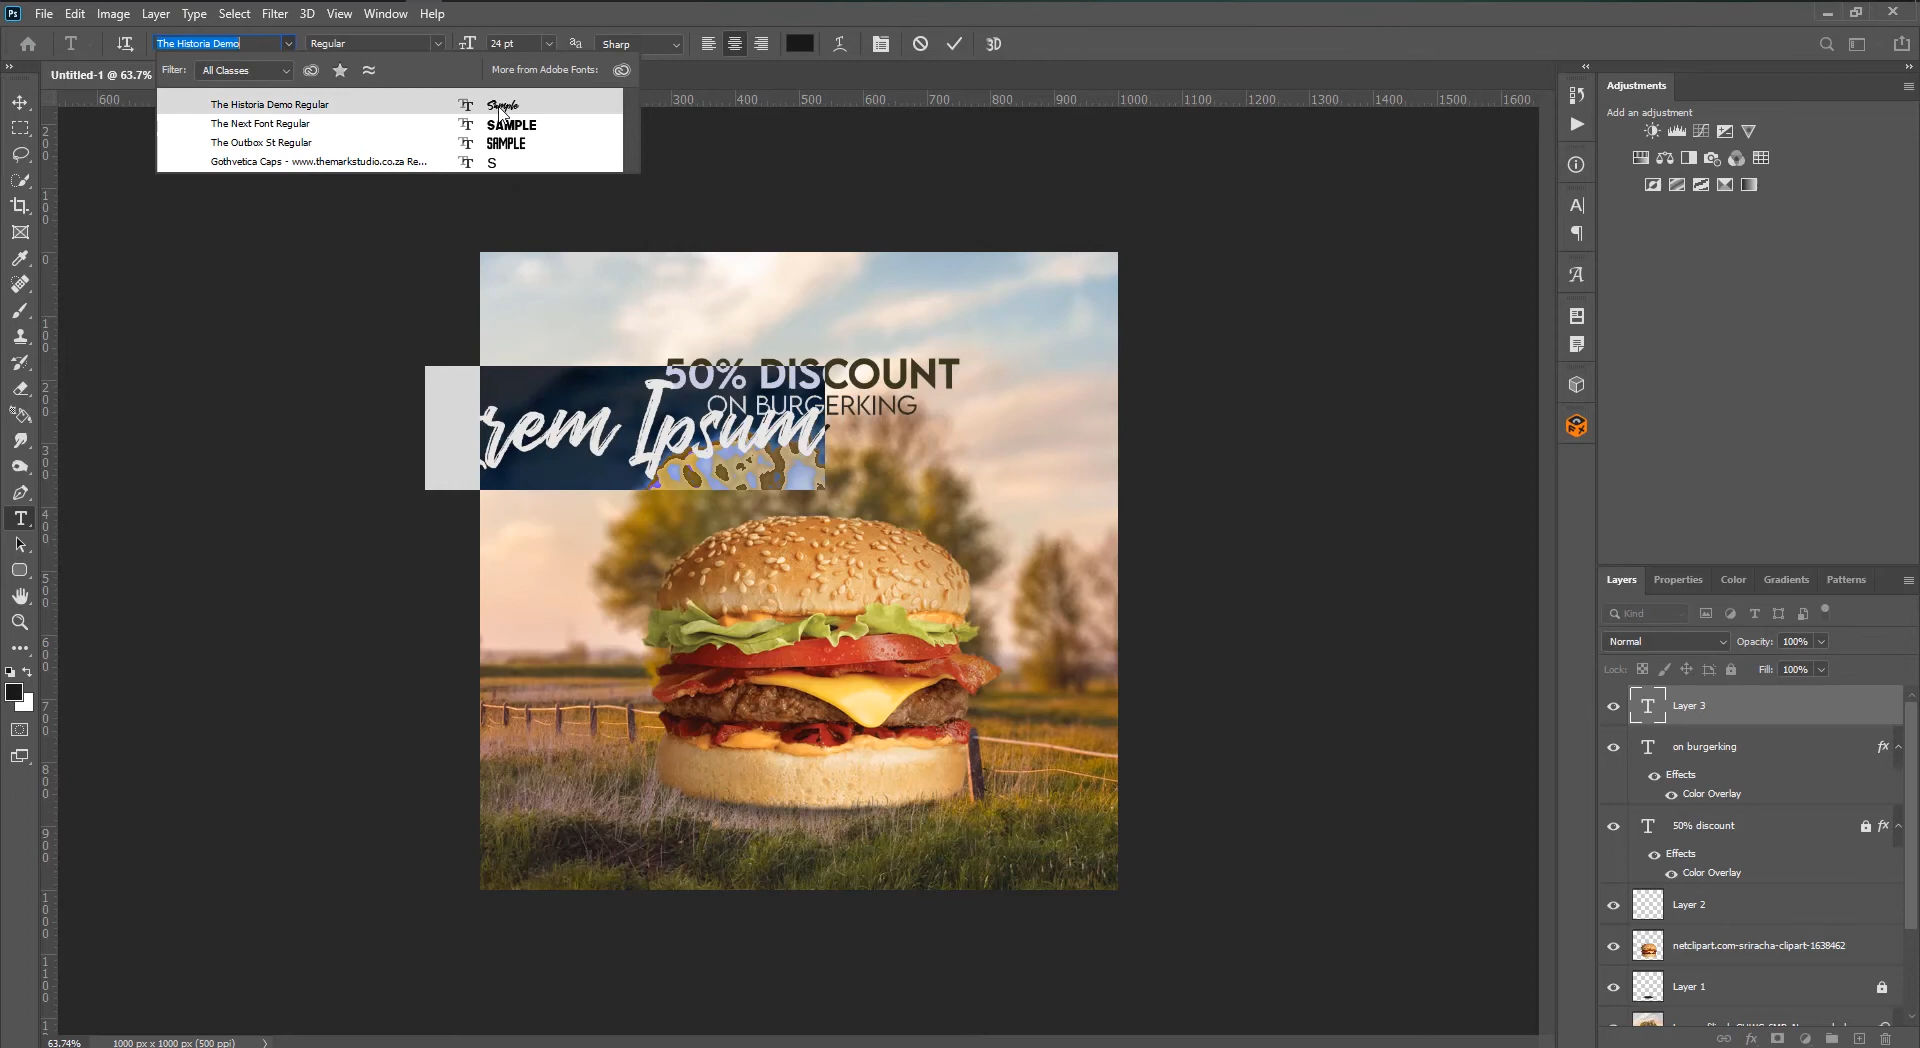 Ps File Edit Image Layer Type Select Filter 3D View Window Help
The Historia Demo Regular 24 pt aa Sharp 3D
Untitled-1 @ 63.7%
Filter: All Classes More from Adobe Fonts:
The Historia Demo Regular Sample
The Next Font Regular SAMPLE
The Outbox St Regular SAMPLE
Gothvetica Caps - www.themarkstudio.co.za Re... S
600 300 400 500 600 700 800 900 1000 1100 1200 1300 1400 1500 1600
50% DISCOUNT
ON BURGERKING
rem Ipsum
Adjustments
Add an adjustment
Layers Properties Color Gradients Patterns
Kind
Normal Opacity: 100%
Lock: Fill: 100%
Layer 3
on burgerking fx
Effects
Color Overlay
50% discount fx
Effects
Color Overlay
Layer 2
netclipart.com-sriracha-clipart-1638462
Layer 1
63.74% 1000 px x 1000 px (500 ppi)